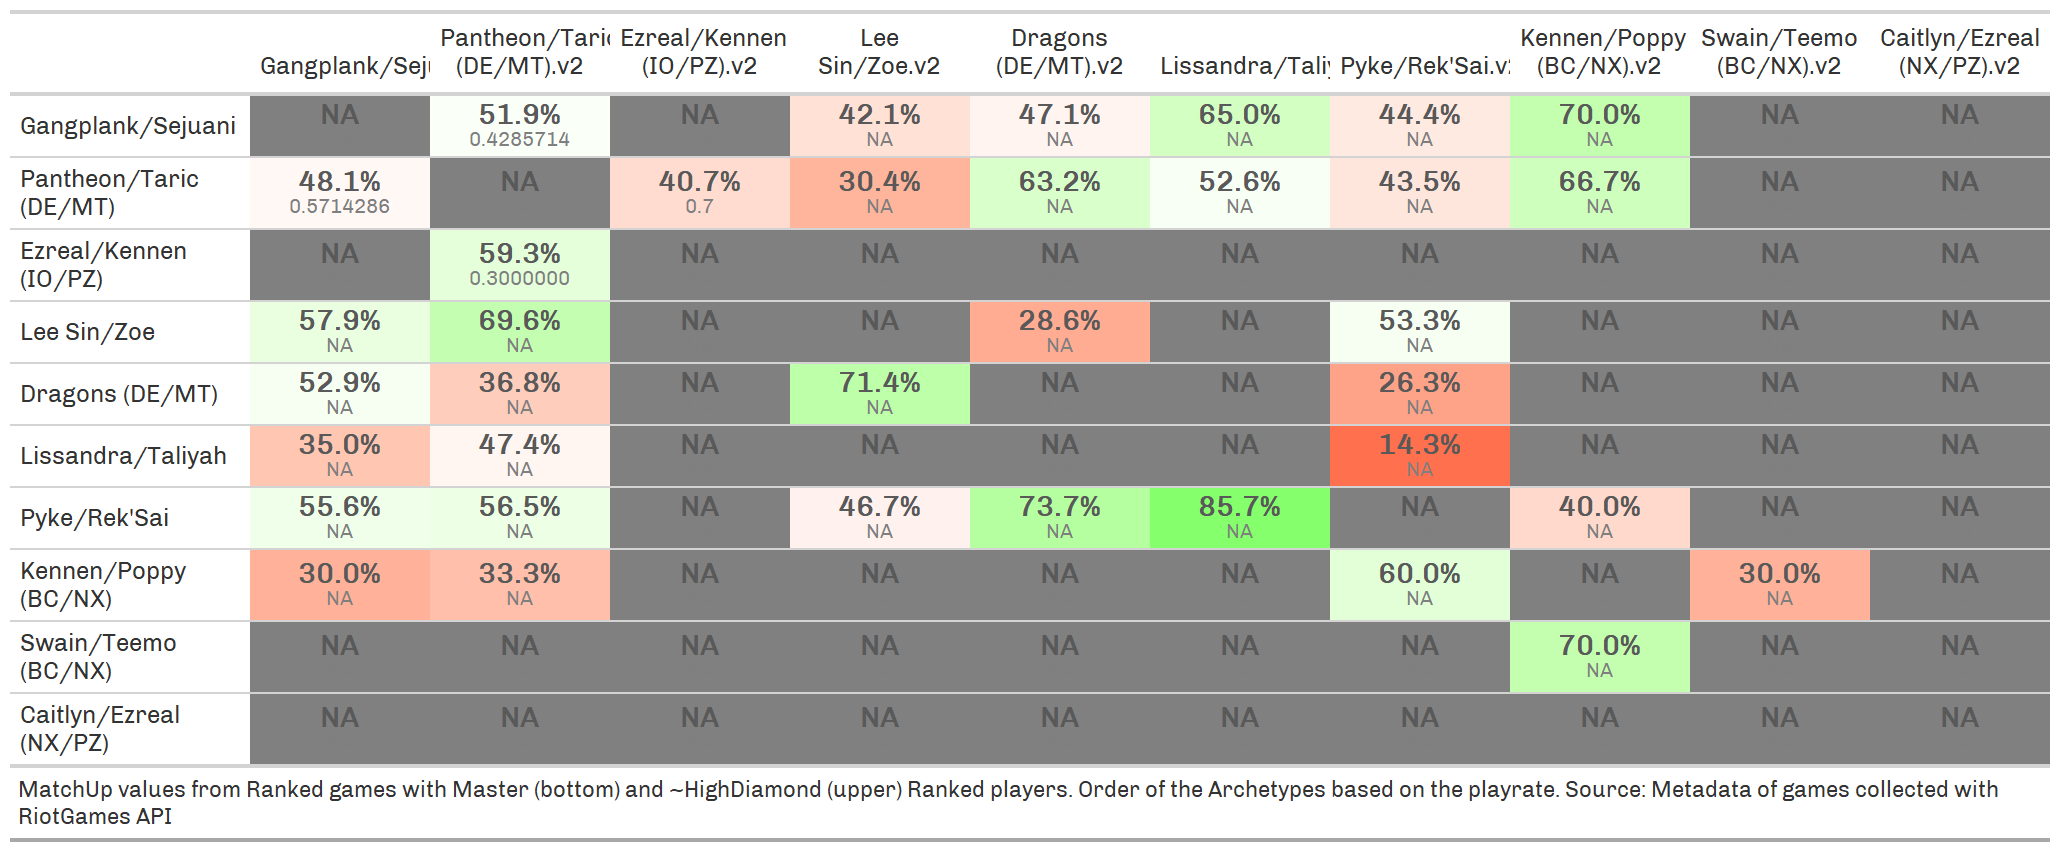 Pantheon/Taric Ezreal/Kennen Lee Dragons Kennen/Poppy Swain/Teemo Caitlyn/Ezreal
Gangplank/Seju (DE/MT).v2 (IO/PZ).v2 Sin/Zoe.v2 (DE/MT).v2 Lissandra/Taliy Pyke/Rek'Sai.v2 (BC/NX).v2 (BC/NX).v2 (NX/PZ).v2
Gangplank/Sejuani NA 51.9% NA 42.1% 47.1% 65.0% 44.4% 70.0% NA NA
0.4285714 NA NA NA NA NA
Pantheon/Taric 48.1% NA 40.7% 30.4% 63.2% 52.6% 43.5% 66.7% NA NA
(DE/MT) 0.5714286 0.7 NA NA NA NA NA
Ezreal/Kennen NA 59.3% NA NA NA NA NA NA NA NA
(IO/PZ) 0.3000000
Lee Sin/Zoe 57.9% 69.6% NA NA 28.6% NA 53.3% NA NA NA
NA NA NA NA
Dragons (DE/MT) 52.9% 36.8% NA 71.4% NA NA 26.3% NA NA NA
NA NA NA NA
Lissandra/Taliyah 35.0% 47.4% NA NA NA NA 14.3% NA NA NA
NA NA NA
Pyke/Rek'Sai 55.6% 56.5% NA 46.7% 73.7% 85.7% NA 40.0% NA NA
NA NA NA NA NA NA
Kennen/Poppy 30.0% 33.3% NA NA NA NA 60.0% NA 30.0% NA
(BC/NX) NA NA NA NA
Swain/Teemo NA NA NA NA NA NA NA 70.0% NA NA
(BC/NX) NA
Caitlyn/Ezreal NA NA NA NA NA NA NA NA NA NA
(NX/PZ)
MatchUp values from Ranked games with Master (bottom) and ~HighDiamond (upper) Ranked players. Order of the Archetypes based on the playrate. Source: Metadata of games collected with
RiotGames API